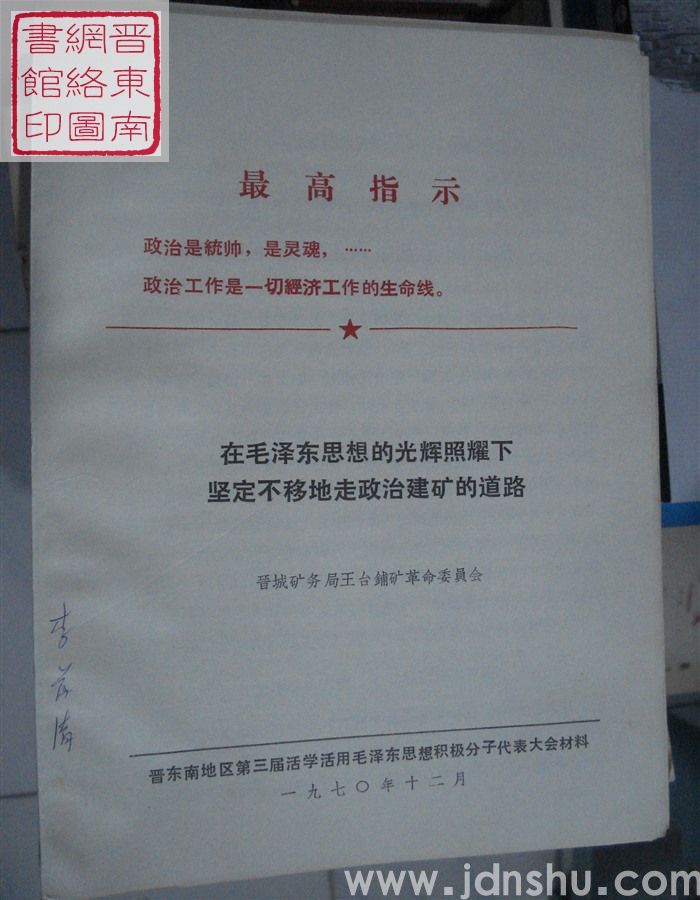 晋東南
網絡圖
書館印
最高指示
政治是統帅，是灵魂，……
政治工作是一切經济工作的生命线。
在毛泽东思想的光辉照耀下
坚定不移地走政治建矿的道路
晋城矿务局王台鋪矿革命委員会
李
晋东南地区第三届活学活用毛泽东思想积极分子代表大会材料
一九七〇年十二月
www.jdnshu.com